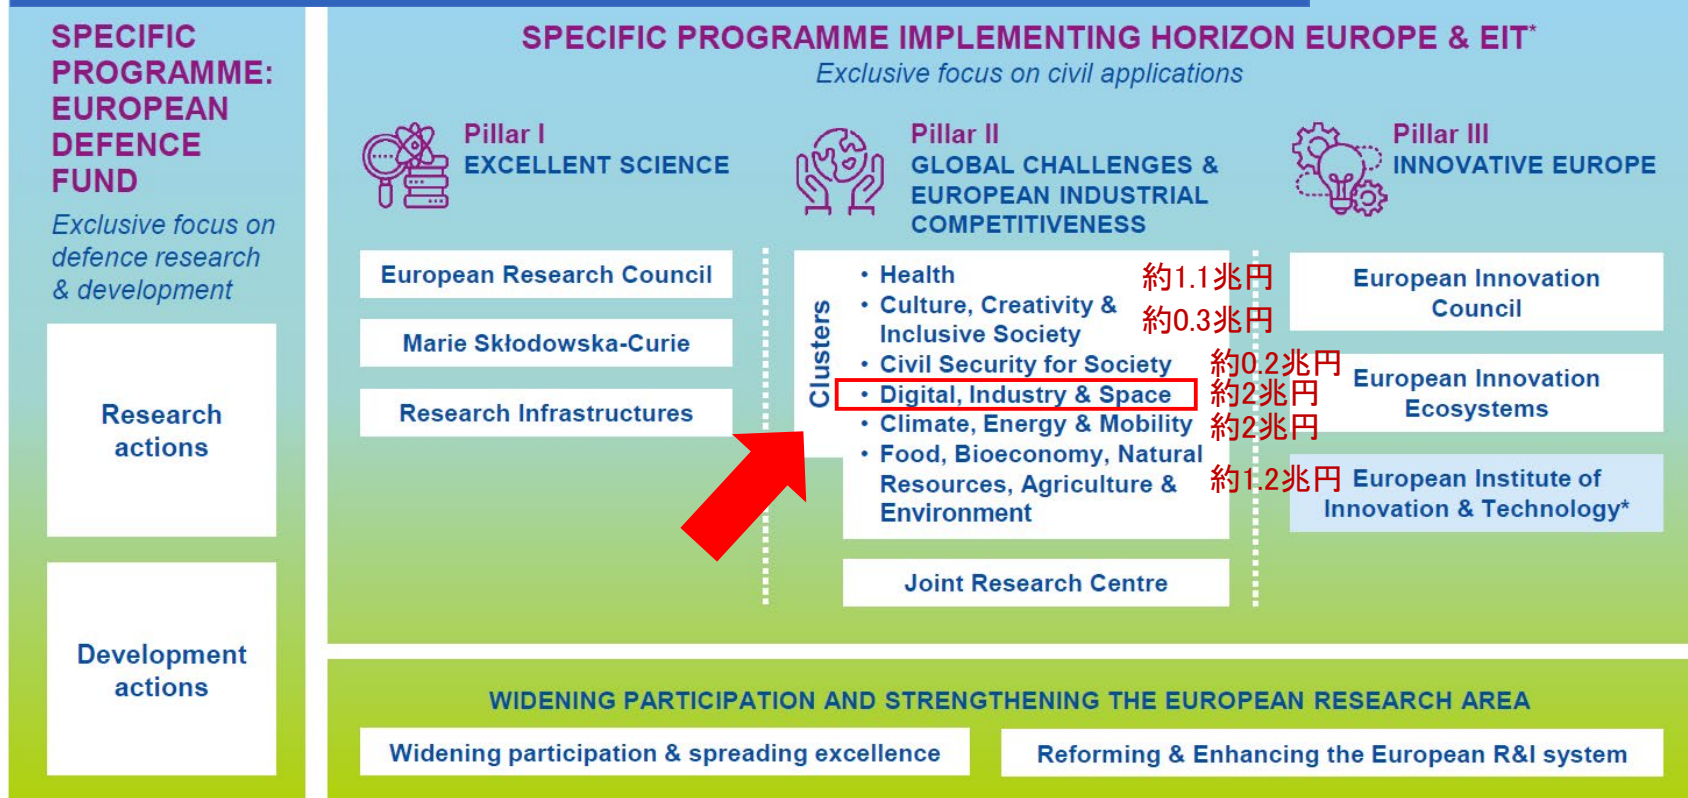 SPECIFIC
PROGRAMME:
EUROPEAN
DEFENCE
FUND
Exclusive focus on
defence research
& development
Research
actions
Development
actions
SPECIFIC PROGRAMME IMPLEMENTING HORIZON EUROPE & EIT*
Exclusive focus on civil applications
Pillar I
EXCELLENT SCIENCE
European Research Council
Marie Skłodowska-Curie
Research Infrastructures
Pillar II
GLOBAL CHALLENGES &
EUROPEAN INDUSTRIAL
COMPETITIVENESS
Clusters
• Health 約1.1兆円
• Culture, Creativity &
Inclusive Society 約0.3兆円
• Civil Security for Society 約0.2兆円
• Digital, Industry & Space 約2兆円
• Climate, Energy & Mobility 約2兆円
• Food, Bioeconomy, Natural
Resources, Agriculture & 約1.2兆円
Environment
Joint Research Centre
Pillar III
INNOVATIVE EUROPE
European Innovation
Council
European Innovation
Ecosystems
European Institute of
Innovation & Technology*
WIDENING PARTICIPATION AND STRENGTHENING THE EUROPEAN RESEARCH AREA
Widening participation & spreading excellence
Reforming & Enhancing the European R&I system